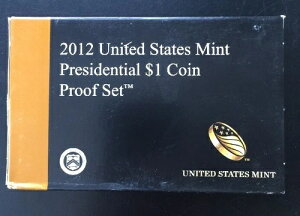 2012 United States Mint
Presidential $1 Coin
Proof Set™
UNITED STATES MINT